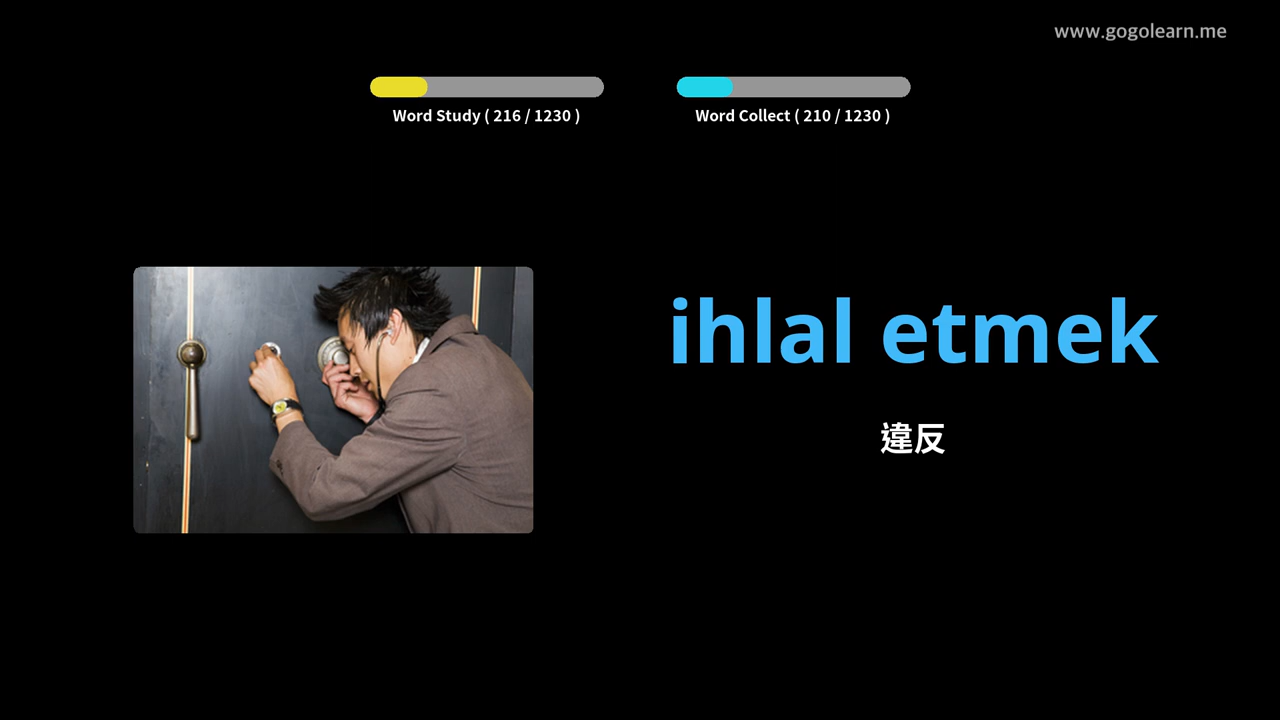 www.gogolearn.me
Word Study ( 216 / 1230 )
Word Collect ( 210 / 1230 )
ihlal etmek
違反